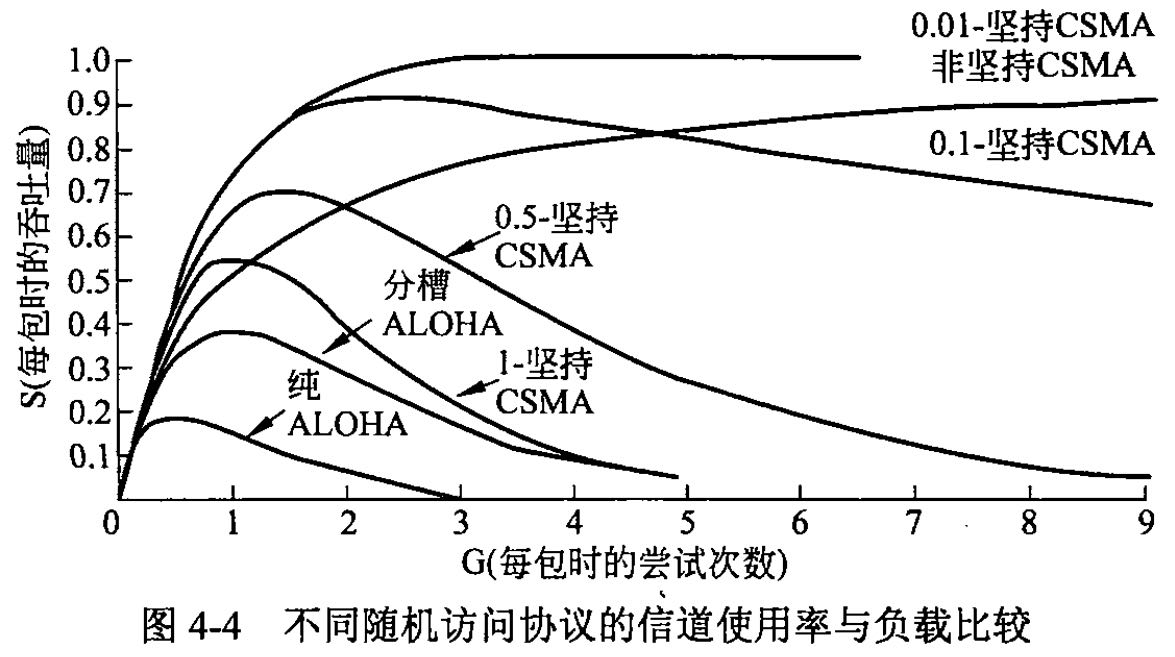 0.01-坚持CSMA
非坚持CSMA
0.1-坚持CSMA
0.5-坚持
CSMA
分槽
ALOHA
1-坚持
CSMA
纯
ALOHA
S(每包时的吞吐量)
1.0
0.9
0.8
0.7
0.6
0.5
0.4
0.3
0.2
0.1
0 1 2 3 4 5 6 7 8 9
G(每包时的尝试次数)
图 4-4 不同随机访问协议的信道使用率与负载比较